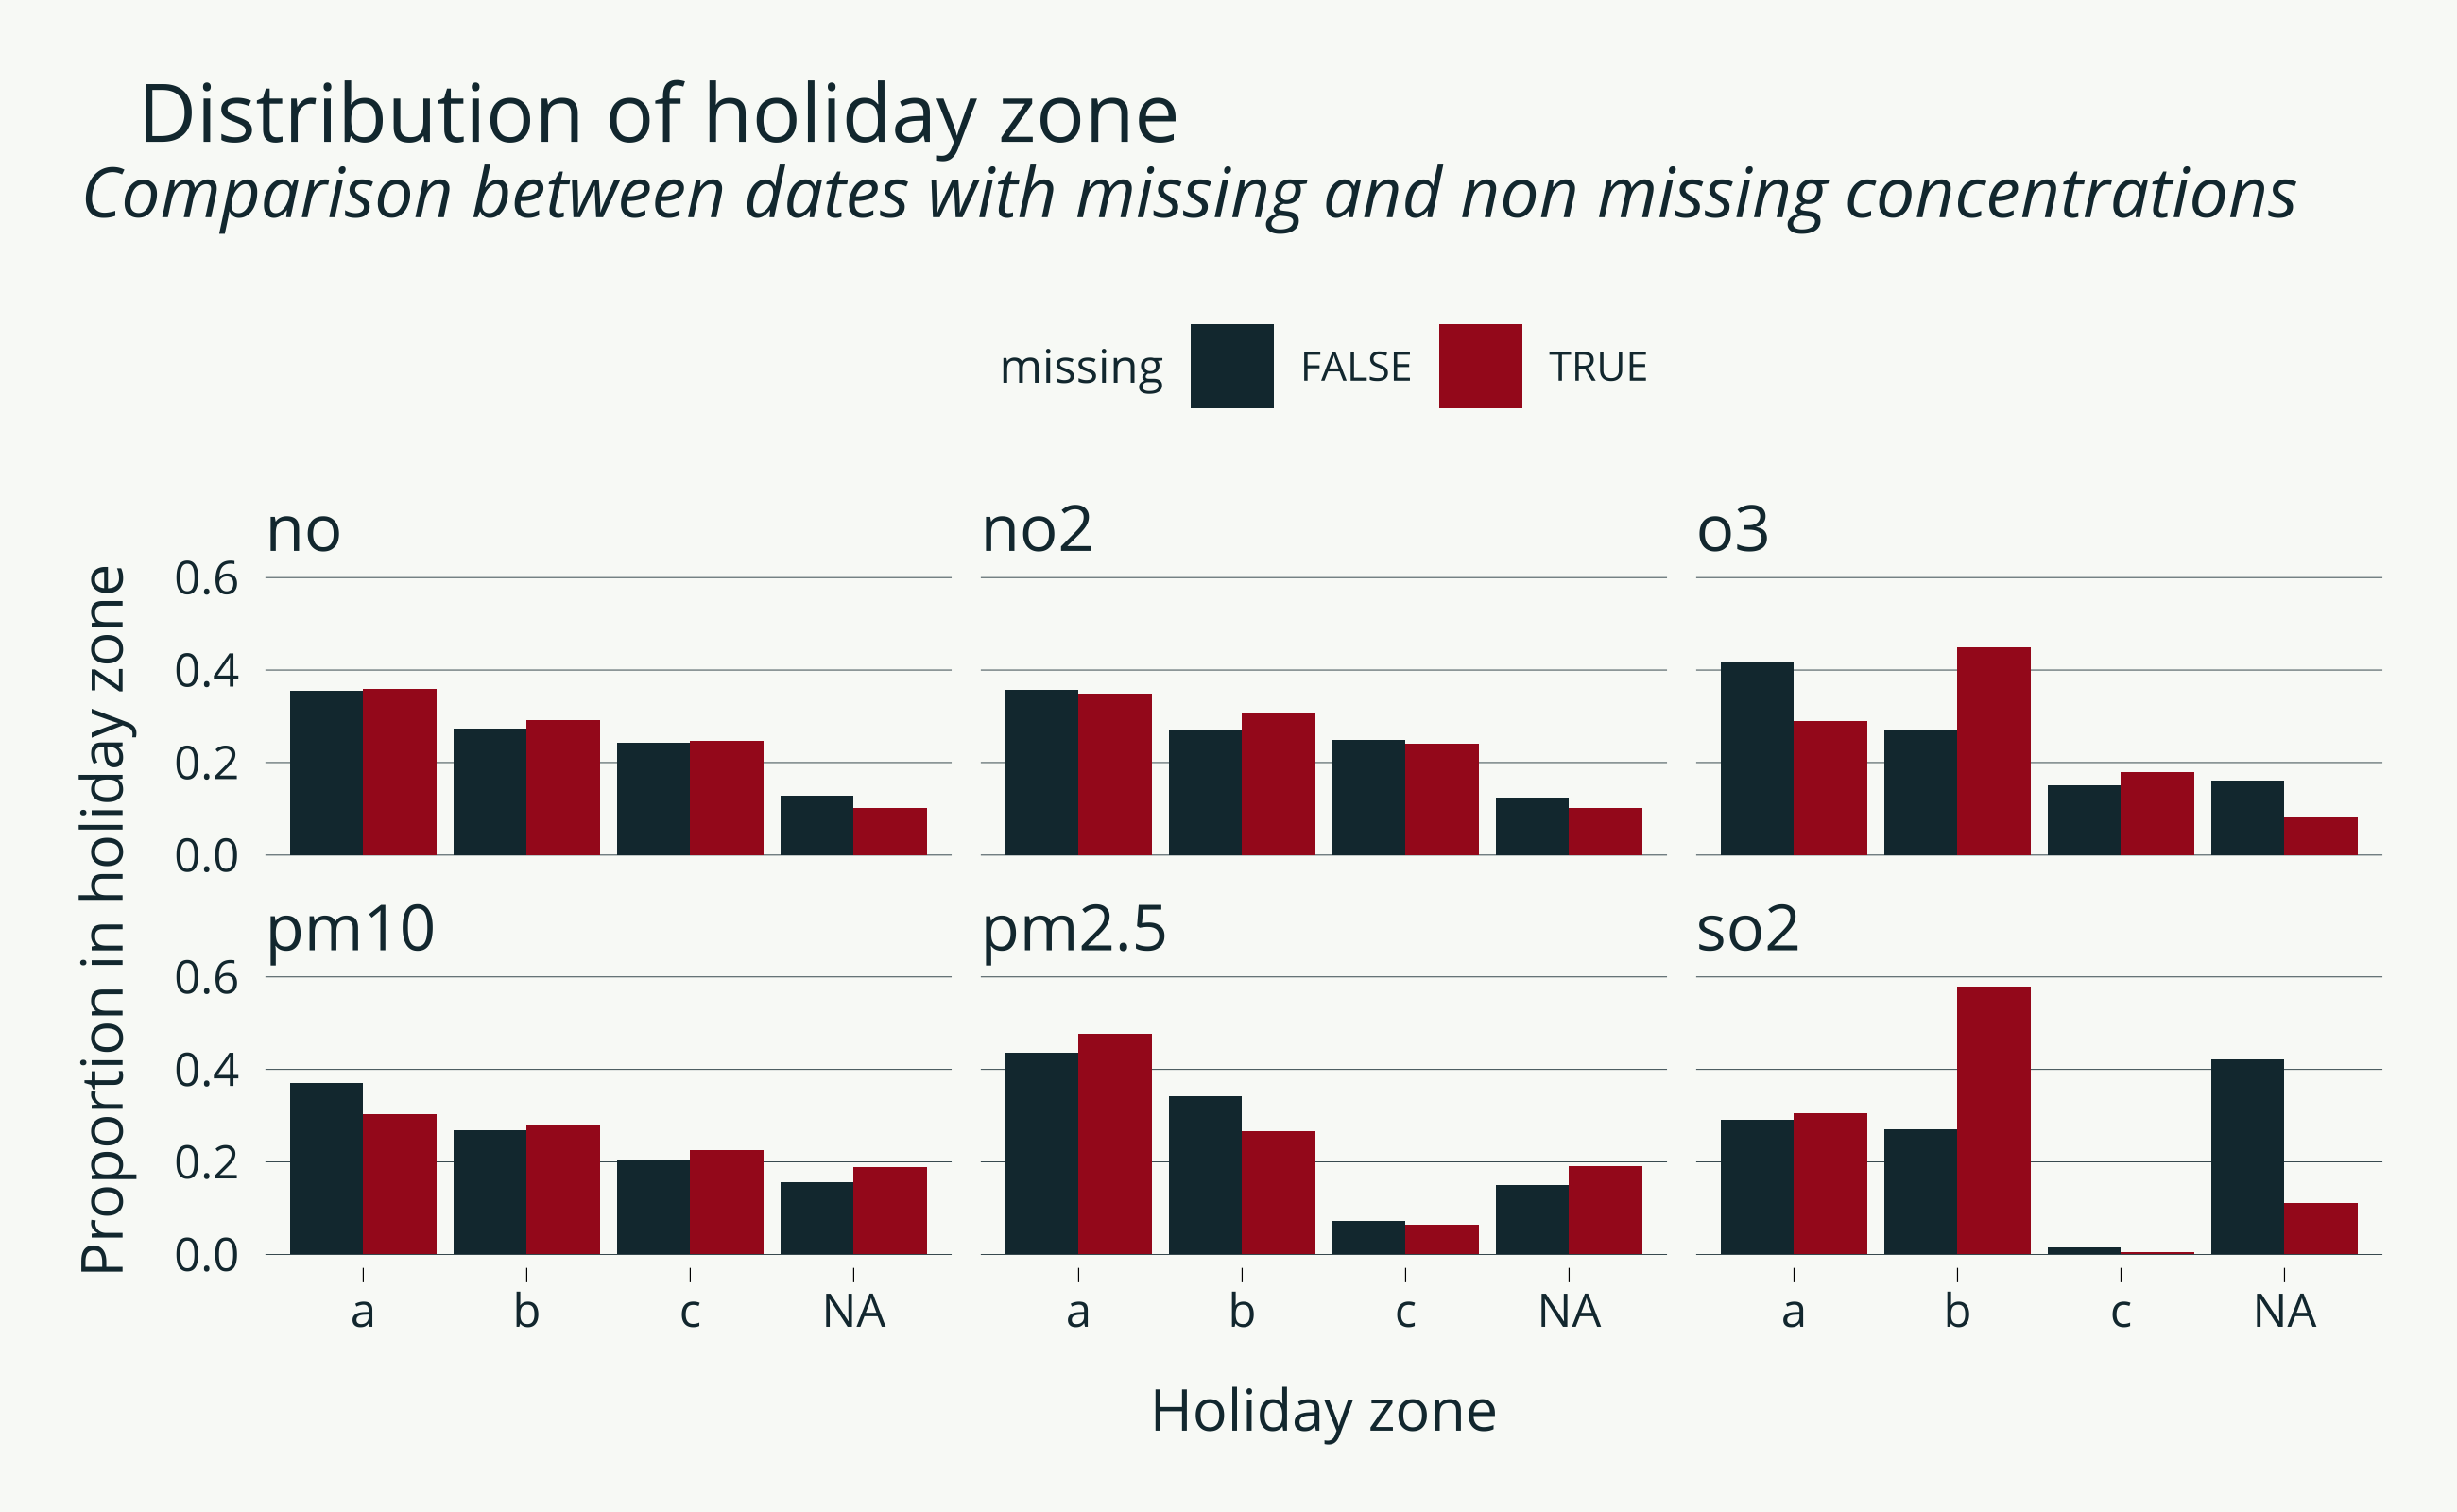 Distribution of holiday zone
Comparison between dates with missing and non missing concentrations
missing FALSE TRUE
no no2 o3
Proportion in holiday zone
0.6
0.4
0.2
0.0
pm10 pm2.5 so2
0.6
0.4
0.2
0.0
a b c NA a b c NA a b c NA
Holiday zone